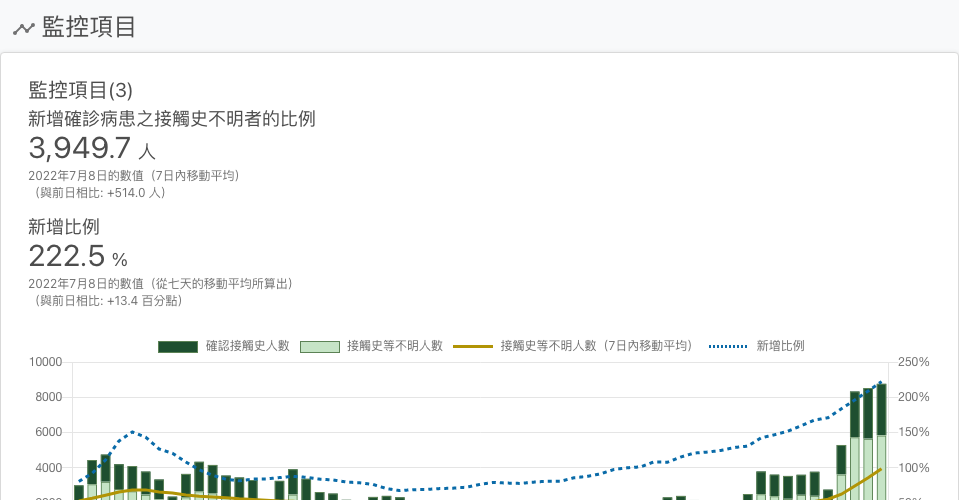 監控項目
監控項目(3)
新增確診病患之接觸史不明者的比例
3,949.7 人
2022年7月8日的數值（7日內移動平均）
（與前日相比: +514.0 人）
新增比例
222.5 %
2022年7月8日的數值（從七天的移動平均所算出）
（與前日相比: +13.4 百分點）
確認接觸史人數 接觸史等不明人數 接觸史等不明人數（7日內移動平均） 新增比例
10000 250%
8000 200%
6000 150%
4000 100%